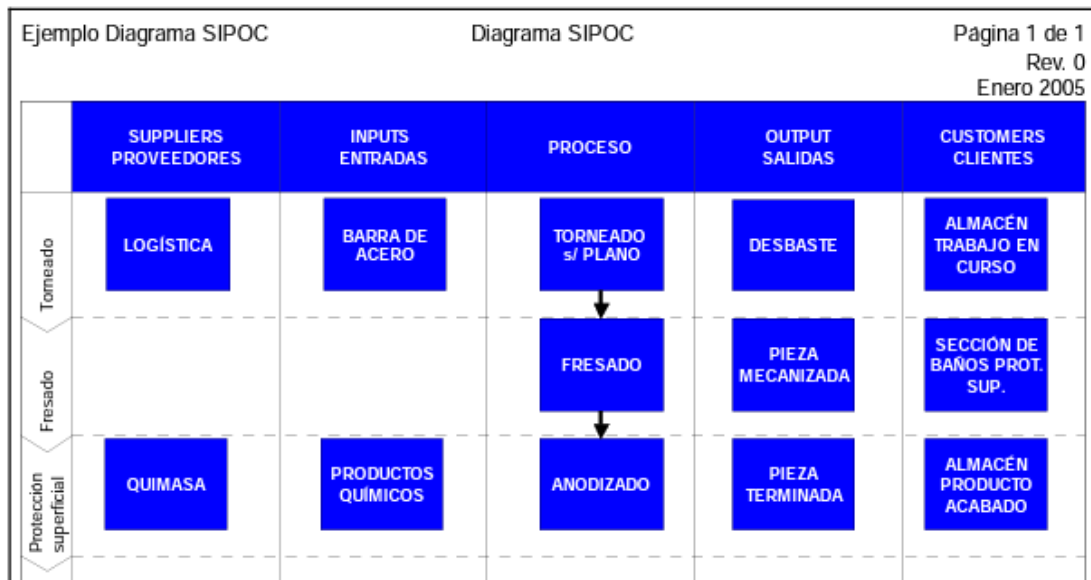 Ejemplo Diagrama SIPOC
Diagrama SIPOC
Página 1 de 1
Rev. 0
Enero 2005
SUPPLIERS
PROVEEDORES
INPUTS
ENTRADAS
PROCESO
OUTPUT
SALIDAS
CUSTOMERS
CLIENTES
Torneado
LOGÍSTICA
BARRA DE
ACERO
TORNEADO
s/ PLANO
DESBASTE
ALMACÉN
TRABAJO EN
CURSO
Fresado
FRESADO
PIEZA
MECANIZADA
SECCIÓN DE
BAÑOS PROT.
SUP.
Protección
superficial
QUIMASA
PRODUCTOS
QUÍMICOS
ANODIZADO
PIEZA
TERMINADA
ALMACÉN
PRODUCTO
ACABADO